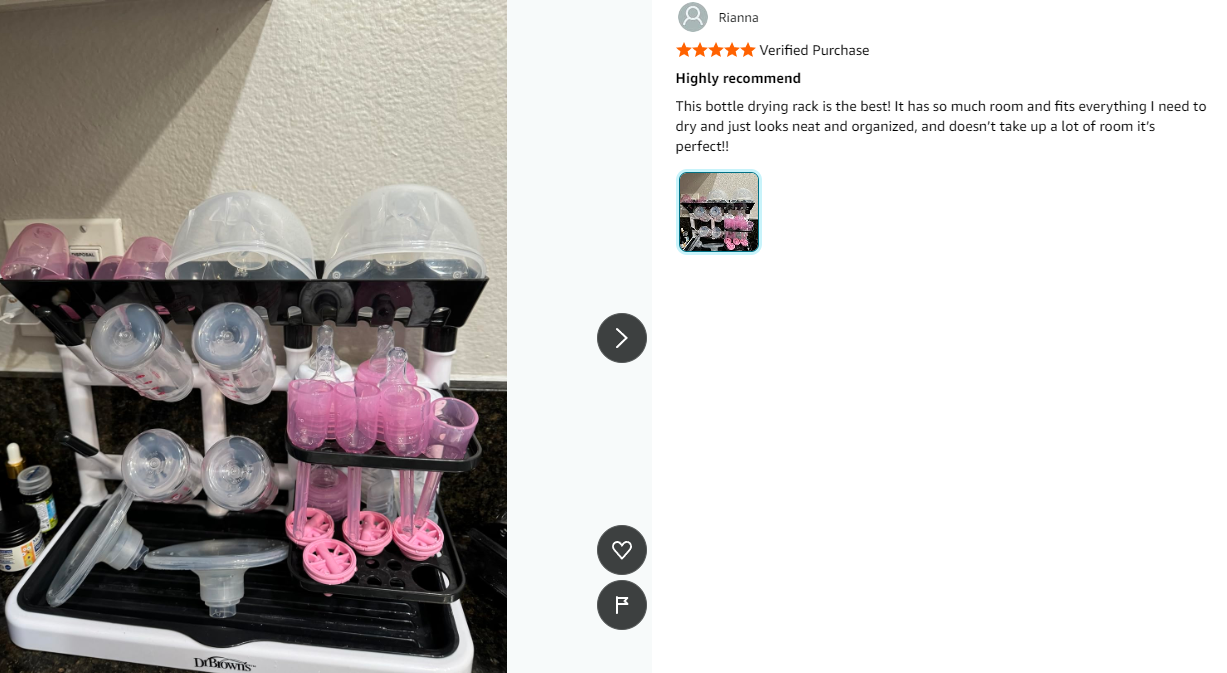 Rianna
Verified Purchase
Highly recommend
This bottle drying rack is the best! It has so much room and fits everything I need to
dry and just looks neat and organized, and doesn’t take up a lot of room it’s
perfect!!
DrBrown's